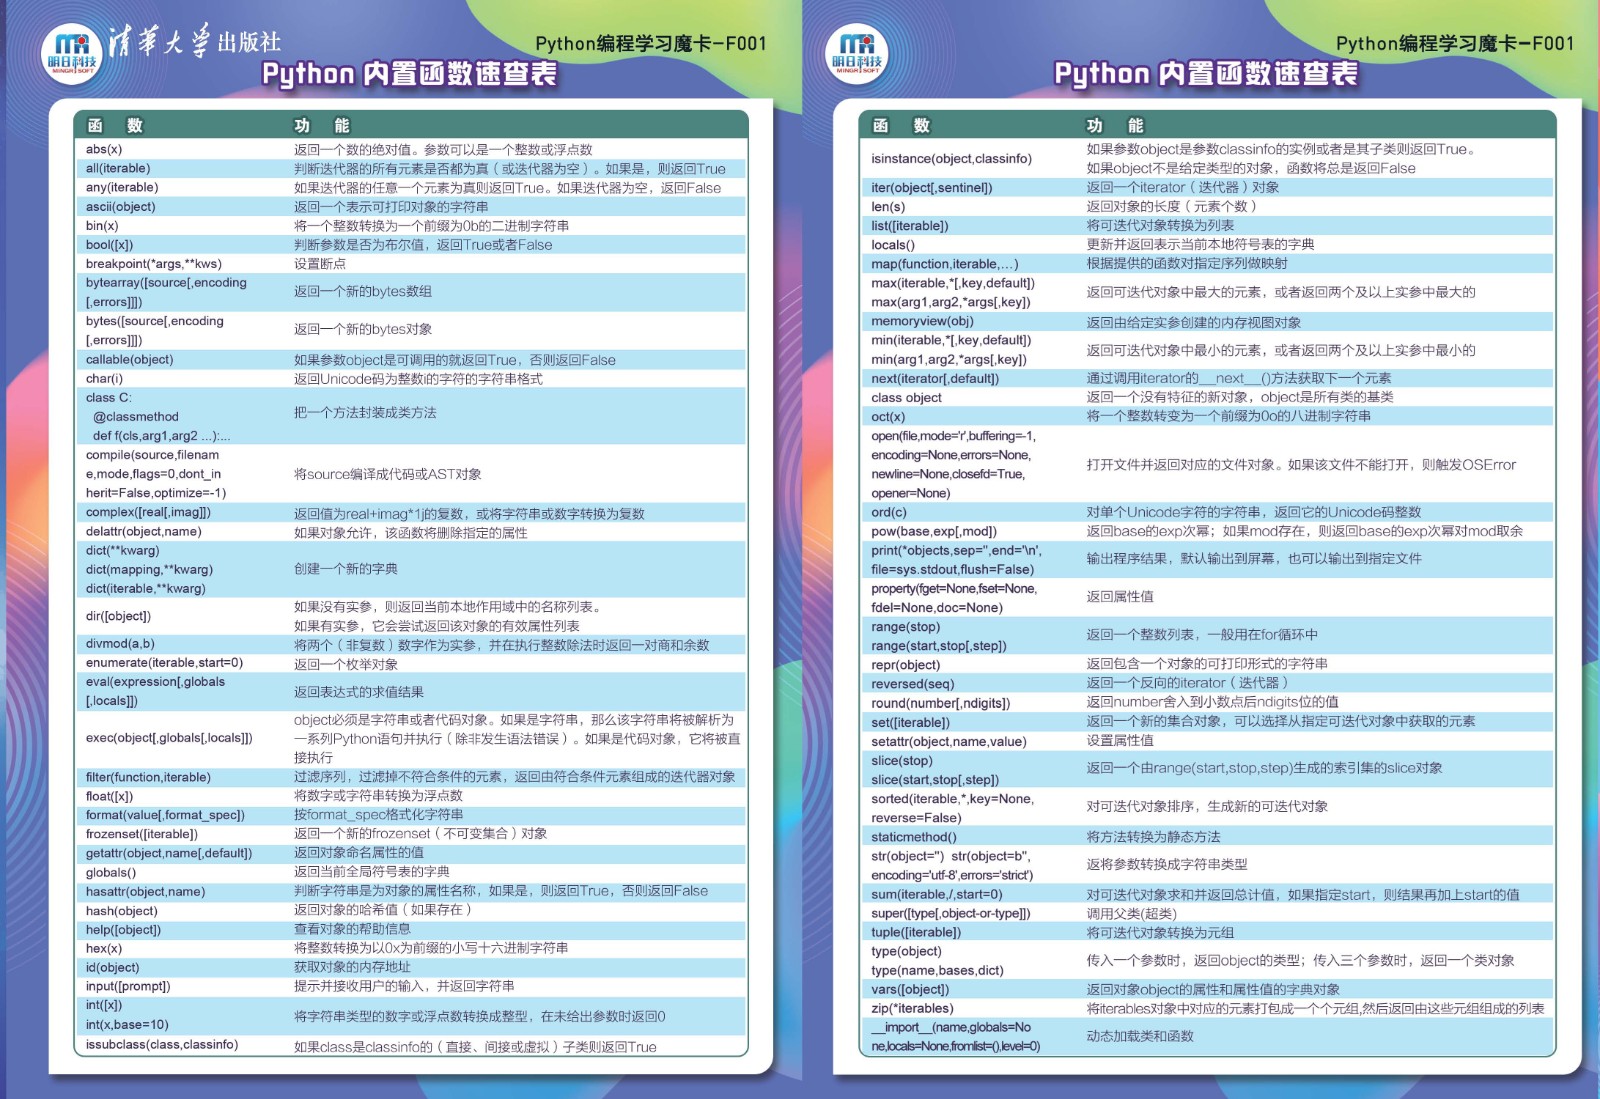 明日科技
MINGRI SOFT
清华大学出版社
Python编程学习魔卡-F001
Python 内置函数速查表
函 数 功 能
abs(x) 返回一个数的绝对值。参数可以是一个整数或浮点数
all(iterable) 判断迭代器的所有元素是否都为真（或迭代器为空）。如果是，则返回True
any(iterable) 如果迭代器的任意一个元素为真则返回True。如果迭代器为空，返回False
ascii(object) 返回一个表示可打印对象的字符串
bin(x) 将一个整数转换为一个前缀为0b的二进制字符串
bool([x]) 判断参数是否为布尔值，返回True或者False
breakpoint(*args,**kws) 设置断点
bytearray([source[,encoding
[,errors]]]) 返回一个新的bytes数组
bytes([source[,encoding
[,errors]]]) 返回一个新的bytes对象
callable(object) 如果参数object是可调用的就返回True，否则返回False
char(i) 返回Unicode码为整数i的字符的字符串格式
class C:
@classmethod 把一个方法封装成类方法
def f(cls,arg1,arg2 ...):...
compile(source,filenam
e,mode,flags=0,dont_in 将source编译成代码或AST对象
herit=False,optimize=-1)
complex([real[,imag]]) 返回值为real+imag*1j的复数，或将字符串或数字转换为复数
delattr(object,name) 如果对象允许，该函数将删除指定的属性
dict(**kwarg)
dict(mapping,**kwarg) 创建一个新的字典
dict(iterable,**kwarg)
dir([object]) 如果没有实参，则返回当前本地作用域中的名称列表。
如果有实参，它会尝试返回该对象的有效属性列表
divmod(a,b) 将两个（非复数）数字作为实参，并在执行整数除法时返回一对商和余数
enumerate(iterable,start=0) 返回一个枚举对象
eval(expression[,globals
[,locals]]) 返回表达式的求值结果
exec(object[,globals[,locals]]) object必须是字符串或者代码对象。如果是字符串，那么该字符串将被解析为
一系列Python语句并执行（除非发生语法错误）。如果是代码对象，它将被直
接执行
filter(function,iterable) 过滤序列，过滤掉不符合条件的元素，返回由符合条件元素组成的迭代器对象
float([x]) 将数字或字符串转换为浮点数
format(value[,format_spec]) 按format_spec格式化字符串
frozenset([iterable]) 返回一个新的frozenset（不可变集合）对象
getattr(object,name[,default]) 返回对象命名属性的值
globals() 返回当前全局符号表的字典
hasattr(object,name) 判断字符串是为对象的属性名称，如果是，则返回True，否则返回False
hash(object) 返回对象的哈希值（如果存在）
help([object]) 查看对象的帮助信息
hex(x) 将整数转换为以0x为前缀的小写十六进制字符串
id(object) 获取对象的内存地址
input([prompt]) 提示并接收用户的输入，并返回字符串
int([x])
int(x,base=10) 将字符串类型的数字或浮点数转换成整型，在未给出参数时返回0
issubclass(class,classinfo) 如果class是classinfo的（直接、间接或虚拟）子类则返回True
明日科技
MINGRI SOFT
Python编程学习魔卡-F001
Python 内置函数速查表
函 数 功 能
isinstance(object,classinfo) 如果参数object是参数classinfo的实例或者是其子类则返回True。
如果object不是给定类型的对象，函数将总是返回False
iter(object[,sentinel]) 返回一个iterator（迭代器）对象
len(s) 返回对象的长度（元素个数）
list([iterable]) 将可迭代对象转换为列表
locals() 更新并返回表示当前本地符号表的字典
map(function,iterable,...) 根据提供的函数对指定序列做映射
max(iterable,*[,key,default])
max(arg1,arg2,*args[,key]) 返回可迭代对象中最大的元素，或者返回两个及以上实参中最大的
memoryview(obj) 返回由给定实参创建的内存视图对象
min(iterable,*[,key,default])
min(arg1,arg2,*args[,key]) 返回可迭代对象中最小的元素，或者返回两个及以上实参中最小的
next(iterator[,default]) 通过调用iterator的__next__()方法获取下一个元素
class object 返回一个没有特征的新对象，object是所有类的基类
oct(x) 将一个整数转变为一个前缀为0o的八进制字符串
open(file,mode='r',buffering=-1,
encoding=None,errors=None,
newline=None,closefd=True, 打开文件并返回对应的文件对象。如果该文件不能打开，则触发OSError
opener=None)
ord(c) 对单个Unicode字符的字符串，返回它的Unicode码整数
pow(base,exp[,mod]) 返回base的exp次幂；如果mod存在，则返回base的exp次幂对mod取余
print(*objects,sep='',end='\n',
file=sys.stdout,flush=False) 输出程序结果，默认输出到屏幕，也可以输出到指定文件
property(fget=None,fset=None,
fdel=None,doc=None) 返回属性值
range(stop)
range(start,stop[,step]) 返回一个整数列表，一般用在for循环中
repr(object) 返回包含一个对象的可打印形式的字符串
reversed(seq) 返回一个反向的iterator（迭代器）
round(number[,ndigits]) 返回number舍入到小数点后ndigits位的值
set([iterable]) 返回一个新的集合对象，可以选择从指定可迭代对象中获取的元素
setattr(object,name,value) 设置属性值
slice(stop)
slice(start,stop[,step]) 返回一个由range(start,stop,step)生成的索引集的slice对象
sorted(iterable,*,key=None,
reverse=False) 对可迭代对象排序，生成新的可迭代对象
staticmethod() 将方法转换为静态方法
str(object='') str(object=b'',
encoding='utf-8',errors='strict') 返将参数转换成字符串类型
sum(iterable,/,start=0) 对可迭代对象求和并返回总计值，如果指定start，则结果再加上start的值
super([type[,object-or-type]]) 调用父类(超类)
tuple([iterable]) 将可迭代对象转换为元组
type(object)
type(name,bases,dict) 传入一个参数时，返回object的类型；传入三个参数时，返回一个类对象
vars([object]) 返回对象object的属性和属性值的字典对象
zip(*iterables) 将iterables对象中对应的元素打包成一个个元组,然后返回由这些元组组成的列表
__import__(name,globals=No
ne,locals=None,fromlist=(),level=0) 动态加载类和函数